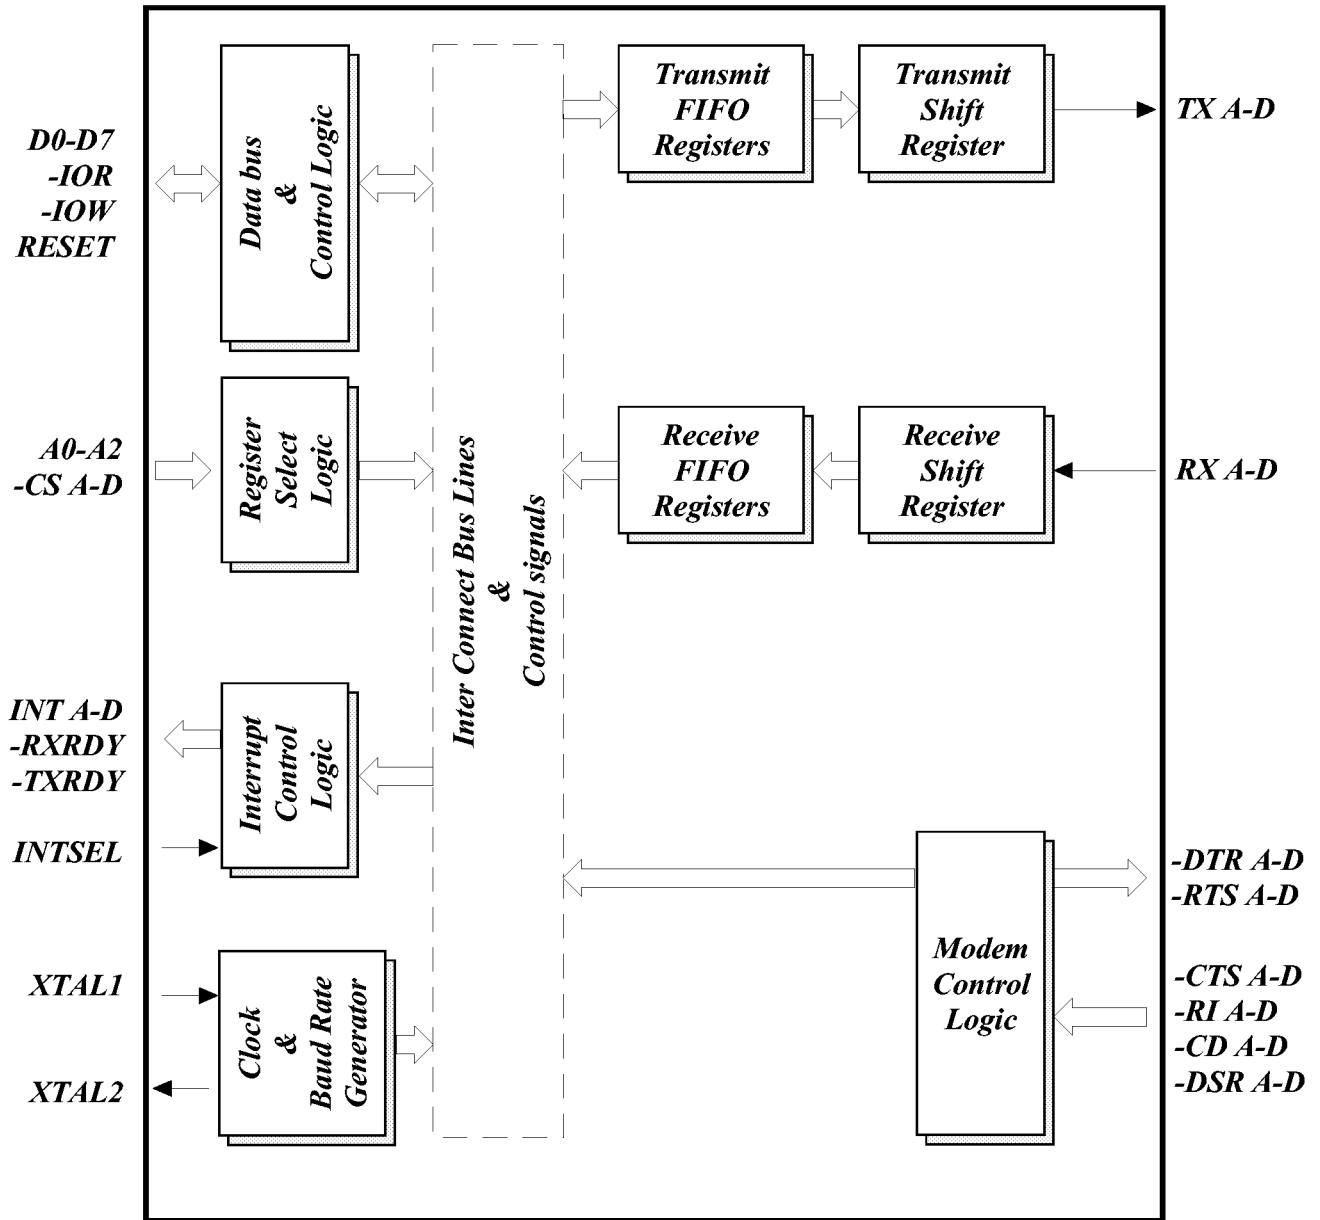 D0-D7
-IOR
-IOW
RESET
A0-A2
-CS A-D
INT A-D
-RXRDY
-TXRDY
INTSEL
XTAL1
XTAL2
Data bus
&
Control Logic
Register
Select
Logic
Interrupt
Control
Logic
Clock
&
Baud Rate
Generator
Inter Connect Bus Lines
&
Control signals
Transmit
FIFO
Registers
Transmit
Shift
Register
Receive
FIFO
Registers
Receive
Shift
Register
Modem
Control
Logic
TX A-D
RX A-D
-DTR A-D
-RTS A-D
-CTS A-D
-RI A-D
-CD A-D
-DSR A-D